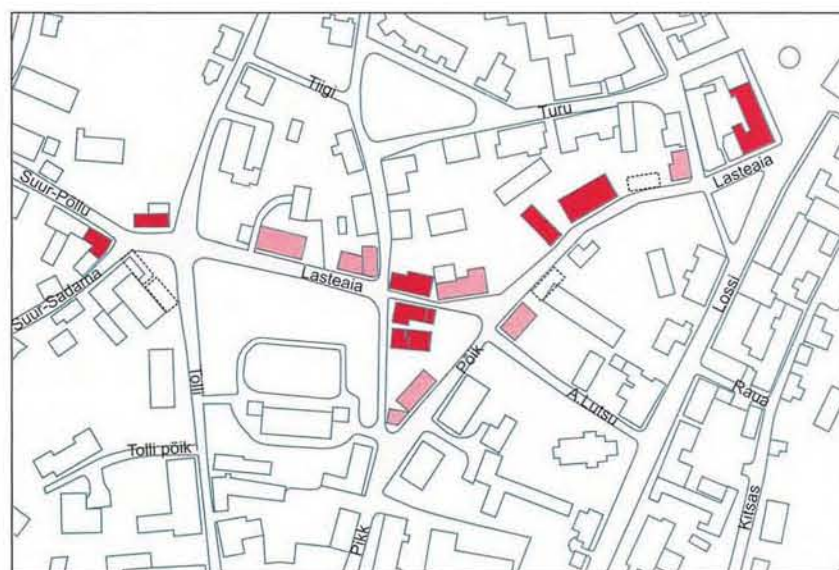 Tiigi
Turu
Suur-Põllu
Lasteaia
Suur-Sadama
Lasteaia
Lossi
Tolli
Põik
A.Lutsu
Raua
Tolli põik
Kitsas
Pikk